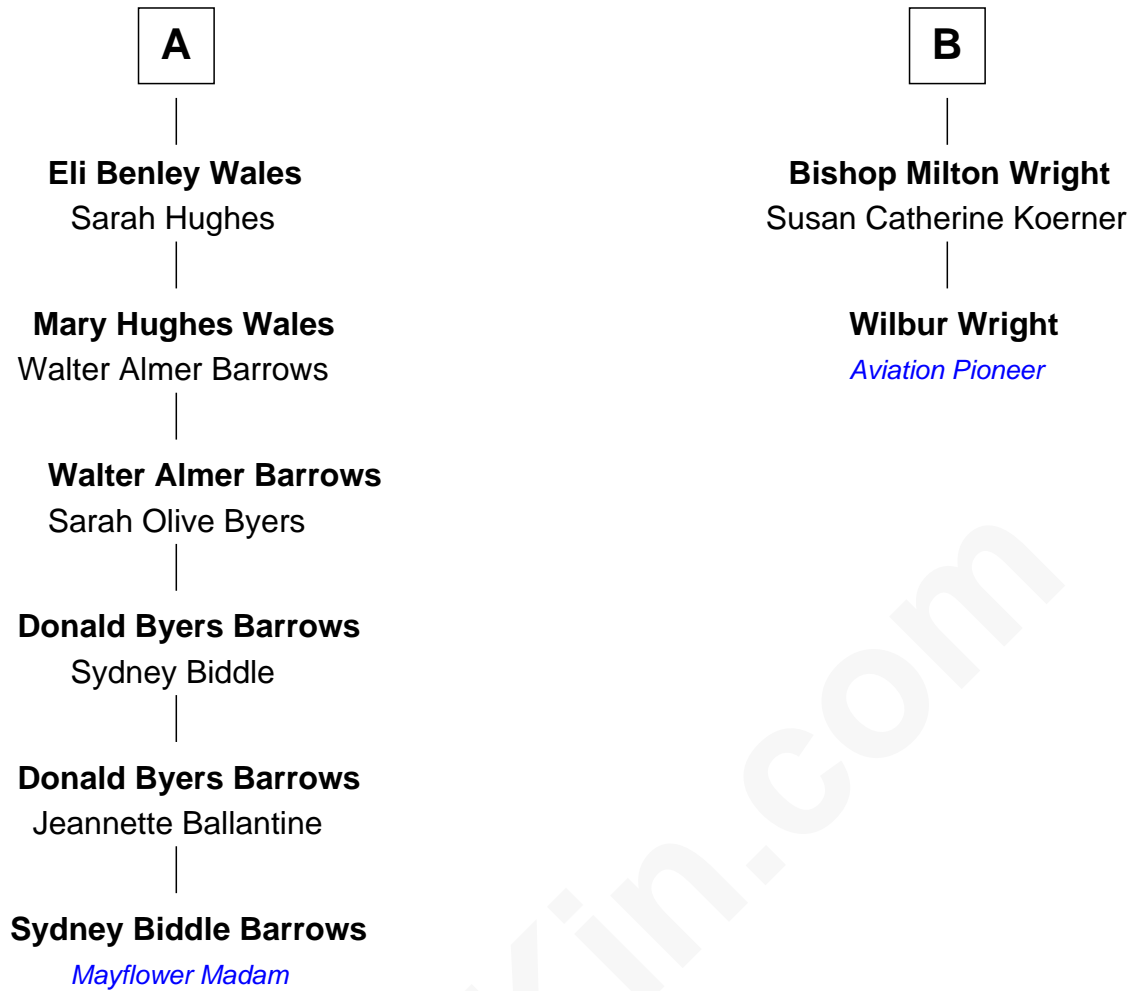 A
Eli Benley Wales
Sarah Hughes
Mary Hughes Wales
Walter Almer Barrows
Walter Almer Barrows
Sarah Olive Byers
Donald Byers Barrows
Sydney Biddle
Donald Byers Barrows
Jeannette Ballantine
Sydney Biddle Barrows
Mayflower Madam
B
Bishop Milton Wright
Susan Catherine Koerner
Wilbur Wright
Aviation Pioneer
Kin.com